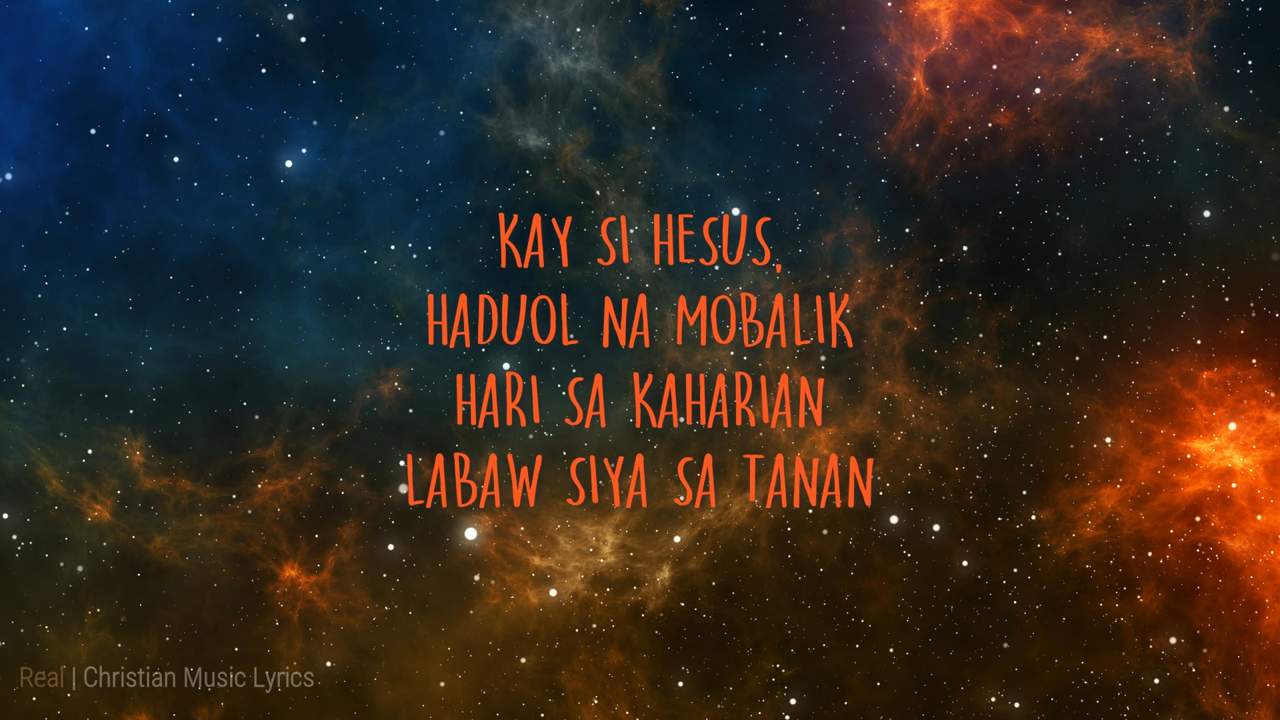 KAY SI HESUS,
HADUOL NA MOBALIK
HARI SA KAHARIAN
LABAW SIYA SA TANAN
Real | Christian Music Lyrics